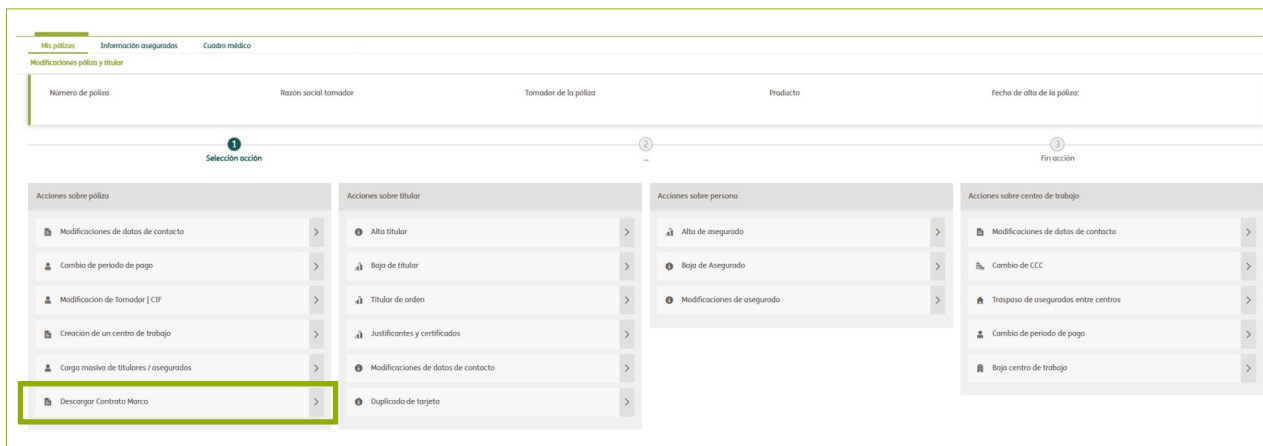 Mis pólizas Información asegurados Cuadro médico
Modificaciones póliza y titular
Número de póliza Razón social tomador Tomador de la póliza Producto Fecha de alta de la póliza:
1 2 3
Selección acción ... Fin acción
Acciones sobre póliza
Modificaciones de datos de contacto
Cambio de periodo de pago
Modificación de Tomador | CIF
Creación de un centro de trabajo
Carga masiva de titulares / asegurados
Descargar Contrato Marco
Acciones sobre titular
Alta titular
Baja de titular
Titular de orden
Justificantes y certificados
Modificaciones de datos de contacto
Duplicado de tarjeta
Acciones sobre persona
Alta de asegurado
Baja de Asegurado
Modificaciones de asegurado
Acciones sobre centro de trabajo
Modificaciones de datos de contacto
Cambio de CCC
Traspaso de asegurados entre centros
Cambio de periodo de pago
Baja centro de trabajo